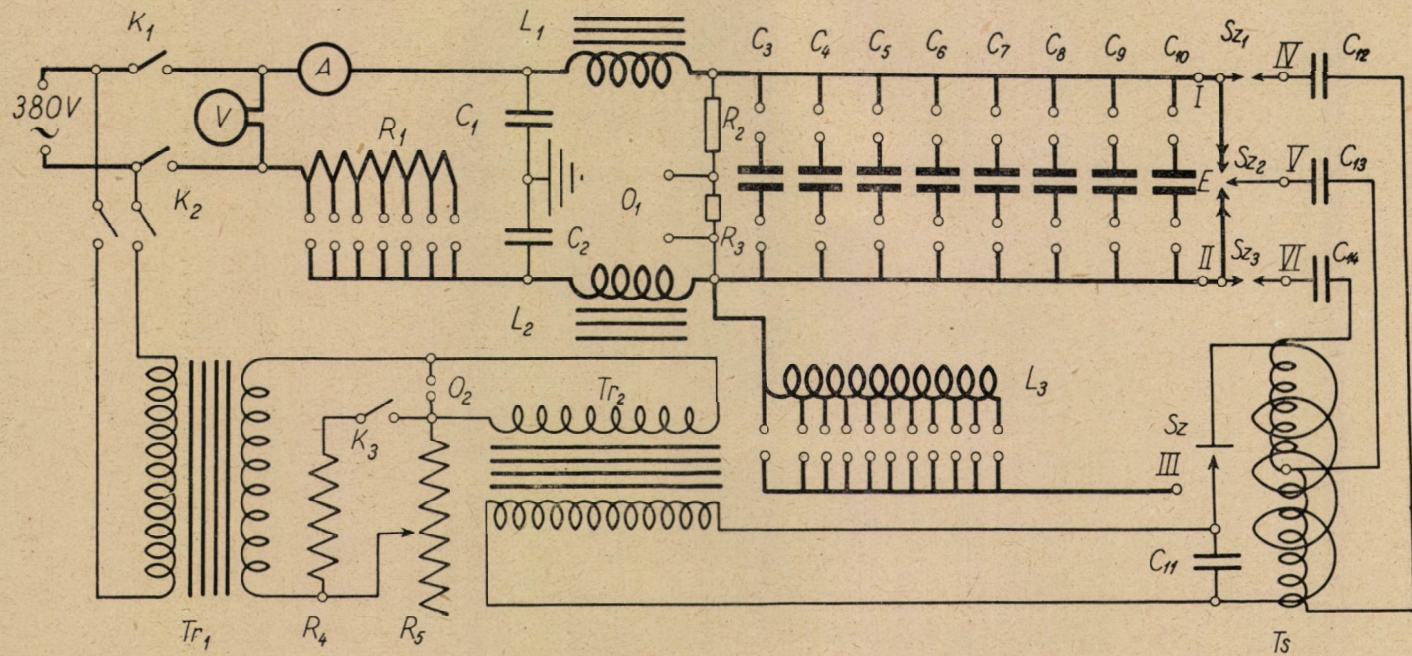 K1
L1
C3 C4 C5 C6 C7 C8 C9 C10 Sz1 IV C12
380V
A
V
R1
C1
R2
I
K2
O1
E Sz2 V C13
C2
R3
II Sz3 VI C14
L2
O2
Tr2
L3
K3
Sz
III
C11
Tr1
R4
R5
Ts